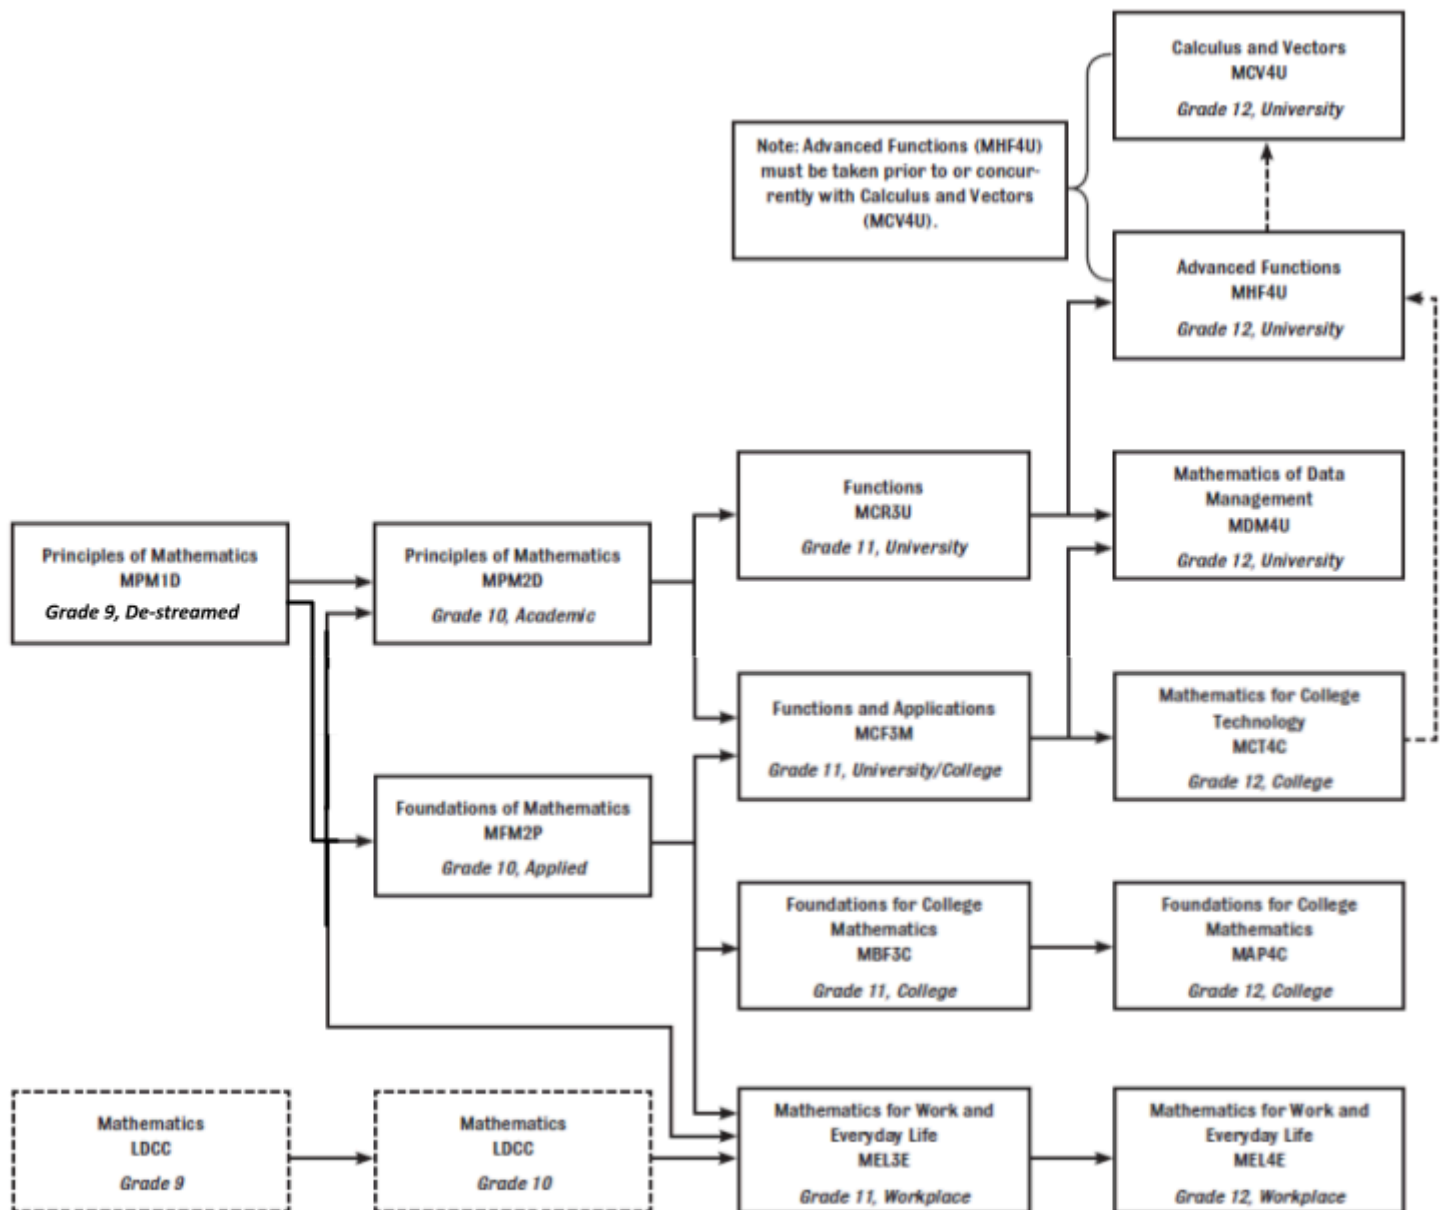 Calculus and Vectors
MCV4U
Grade 12, University
Note: Advanced Functions (MHF4U)
must be taken prior to or concur-
rently with Calculus and Vectors
(MCV4U).
Advanced Functions
MHF4U
Grade 12, University
Functions
MCR3U
Grade 11, University
Mathematics of Data
Management
MDM4U
Grade 12, University
Principles of Mathematics
MPM1D
Grade 9, De-streamed
Principles of Mathematics
MPM2D
Grade 10, Academic
Functions and Applications
MCF3M
Grade 11, University/College
Mathematics for College
Technology
MCT4C
Grade 12, College
Foundations of Mathematics
MFM2P
Grade 10, Applied
Foundations for College
Mathematics
MBF3C
Grade 11, College
Foundations for College
Mathematics
MAP4C
Grade 12, College
Mathematics
LDCC
Grade 9
Mathematics
LDCC
Grade 10
Mathematics for Work and
Everyday Life
MEL3E
Grade 11, Workplace
Mathematics for Work and
Everyday Life
MEL4E
Grade 12, Workplace